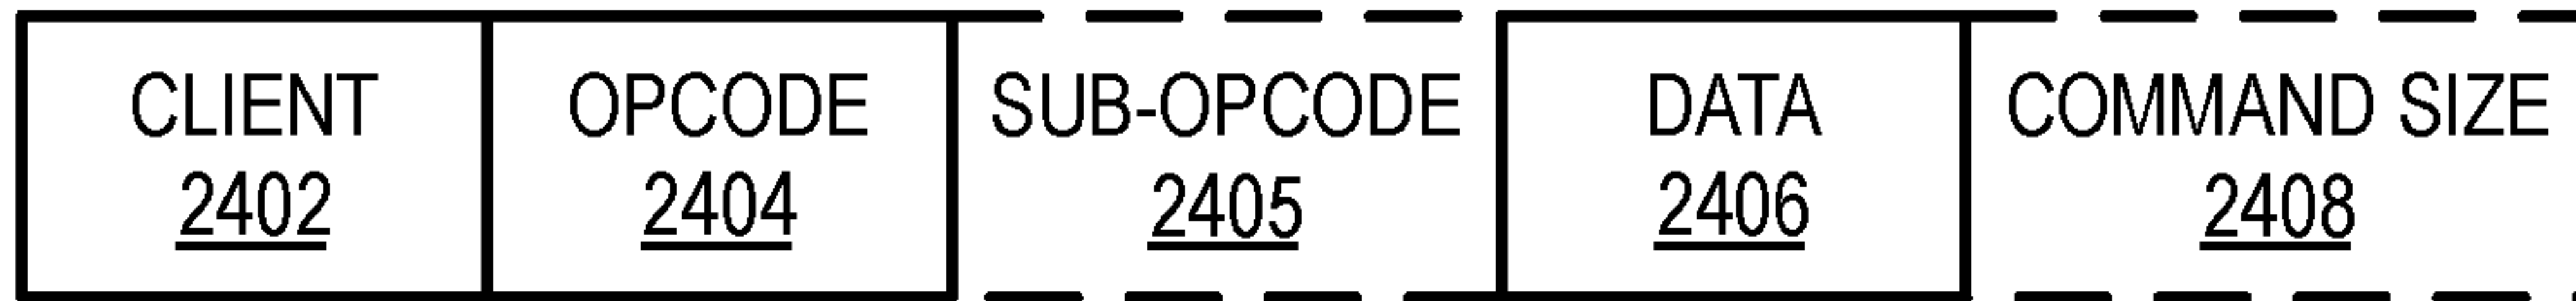 CLIENT
2402
OPCODE
2404
SUB-OPCODE
2405
DATA
2406
COMMAND SIZE
2408